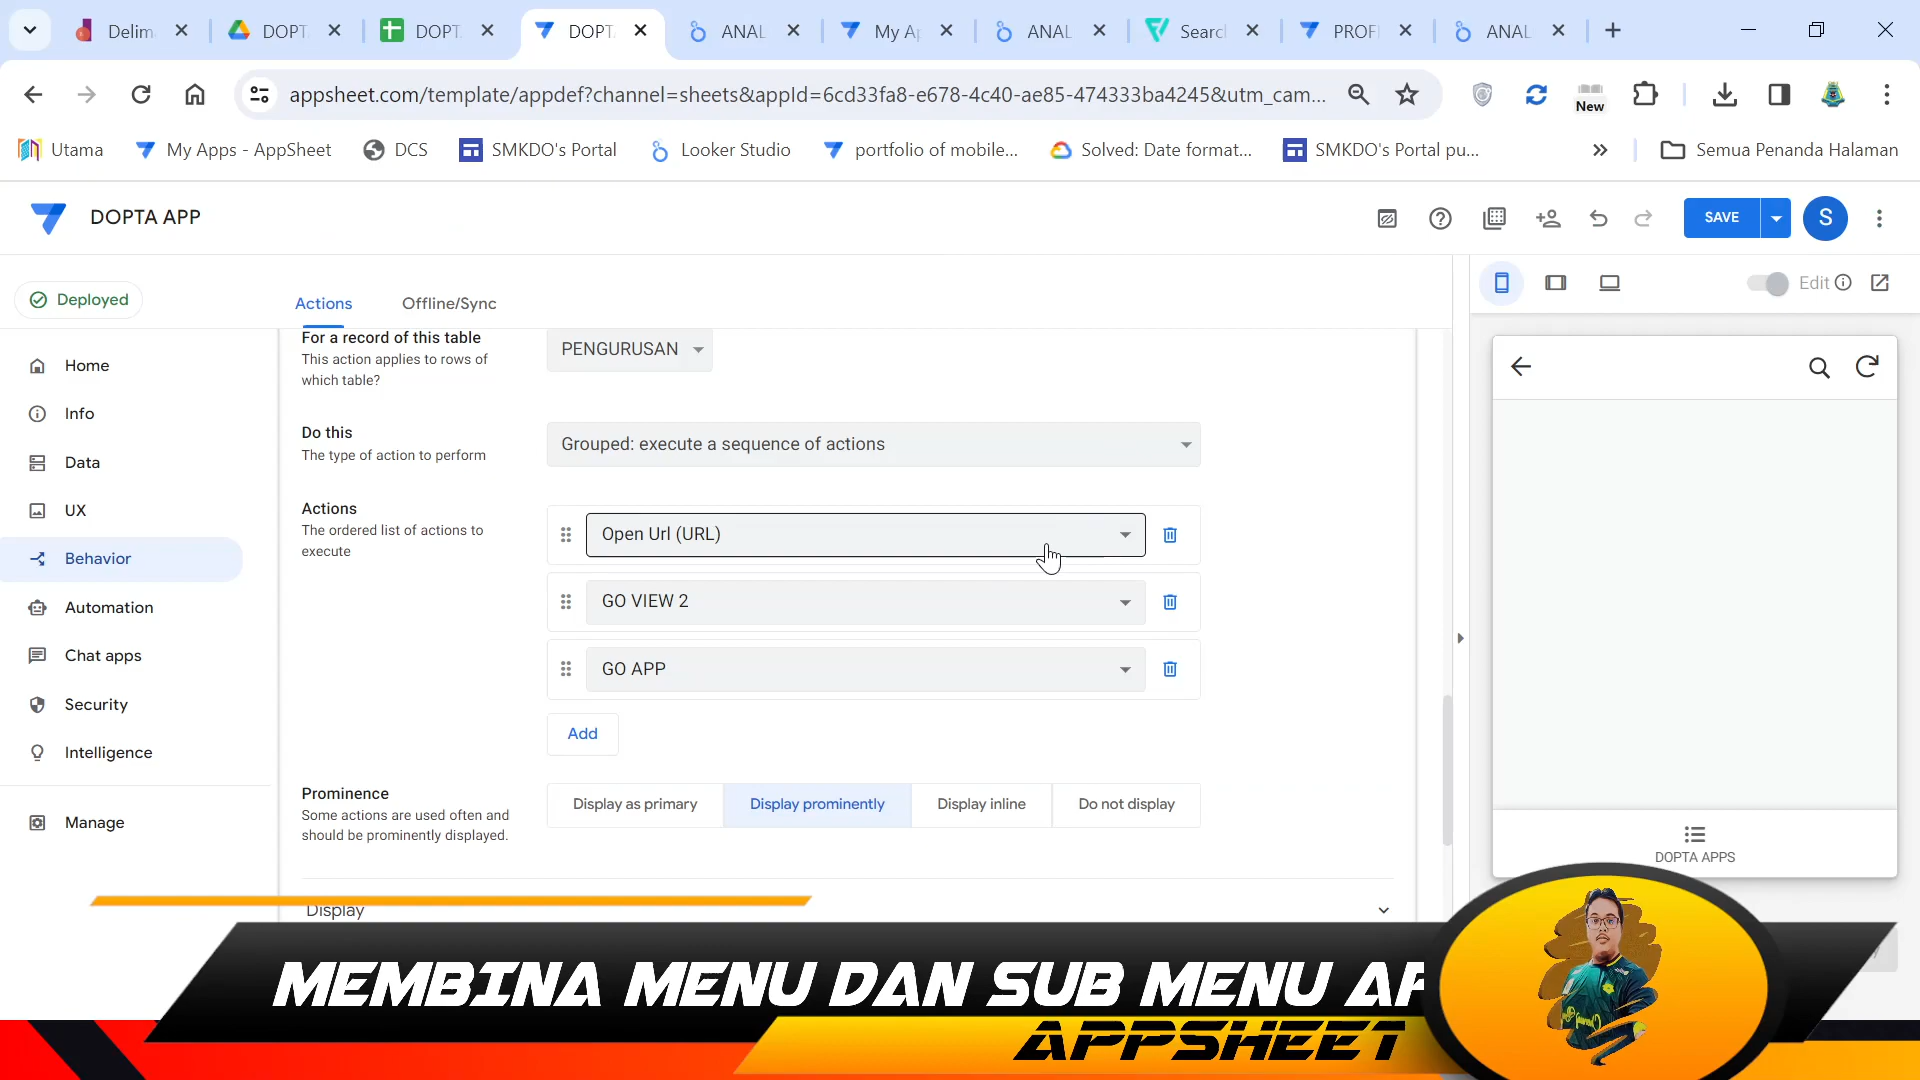 Delim
DOPT
DOPT
DOPT
ANAL
My A
ANAL
Searc
PROF
ANAL
appsheet.com/template/appdef?channel=sheets&appId=6cd33fa8-e678-4c40-ae85-474333ba4245&utm_cam...
New
Utama
My Apps - AppSheet
DCS
SMKDO's Portal
Looker Studio
portfolio of mobile...
Solved: Date format...
SMKDO's Portal pu...
Semua Penanda Halaman
DOPTA APP
SAVE
S
Deployed
Actions
Offline/Sync
Edit
Home
Info
Data
UX
Behavior
Automation
Chat apps
Security
Intelligence
Manage
For a record of this table
This action applies to rows of
which table?
PENGURUSAN
Do this
The type of action to perform
Grouped: execute a sequence of actions
Actions
The ordered list of actions to
execute
Open Url (URL)
GO VIEW 2
GO APP
Add
Prominence
Some actions are used often and
should be prominently displayed.
Display as primary
Display prominently
Display inline
Do not display
Display
DOPTA APPS
MEMBINA MENU DAN SUB MENU AP
APPSHEET